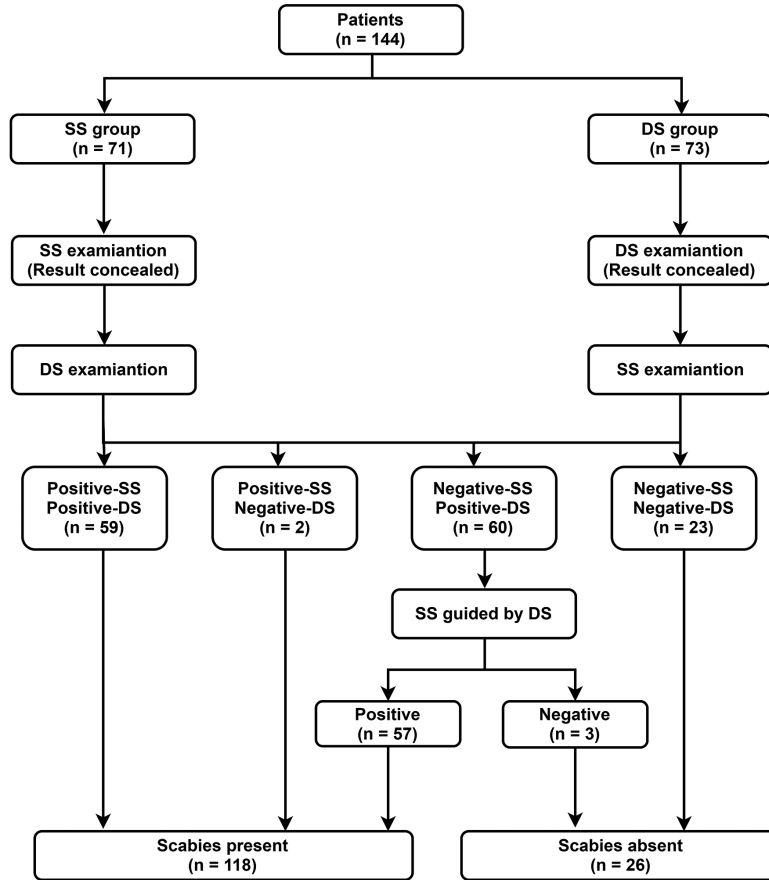 Patients
(n = 144)
SS group
(n = 71)
DS group
(n = 73)
SS examiantion
(Result concealed)
DS examiantion
(Result concealed)
DS examiantion
SS examiantion
Positive-SS
Positive-DS
(n = 59)
Positive-SS
Negative-DS
(n = 2)
Negative-SS
Positive-DS
(n = 60)
Negative-SS
Negative-DS
(n = 23)
SS guided by DS
Positive
(n = 57)
Negative
(n = 3)
Scabies present
(n = 118)
Scabies absent
(n = 26)